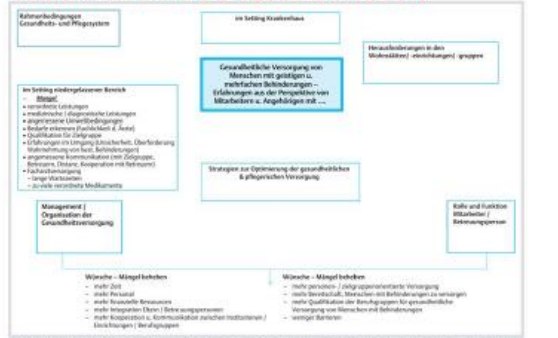 Rahmenbedingungen
Gesundheits- und Pflegesystem
im Setting Krankenhaus
Herausforderungen in den
Wohnstätten/ -einrichtungen/ -gruppen
Gesundheitliche Versorgung von
Menschen mit geistigen u.
mehrfachen Behinderungen –
Erfahrungen aus der Perspektive von
Mitarbeitern u. Angehörigen mit ....
im Setting niedergelassener Bereich
– Mängel
• verordnete Leistungen
• medizinische / diagnostische Leistungen
• angemessene Umweltbedingungen
• Bedarfe erkennen (Fachlichkeit d. Ärzte)
• Qualifikation für Zielgruppe
• Erfahrungen im Umgang (Unsicherheit, Überforderung
Wahrnehmung von best. Behinderungen)
• angemessene Kommunikation (mit Zielgruppe,
Betreuern, Distanz, Kooperation mit Betreuern)
• Facharztversorgung
– lange Wartezeiten
– zu viele verordnete Medikamente
Strategien zur Optimierung der gesundheitlichen
& pflegerischen Versorgung
Management /
Organisation der
Gesundheitsversorgung
Rolle und Funktion
Mitarbeiter /
Betreuungsperson
Wünsche – Mängel beheben
– mehr Zeit
– mehr Personal
– mehr finanzielle Ressourcen
– mehr Integration Eltern / Betreuungspersonen
– mehr Kooperation u. Kommunikation zwischen Institutionen /
Einrichtungen / Berufsgruppen
Wünsche – Mängel beheben
– mehr personen- / zielgruppenorientierte Versorgung
– mehr Bereitschaft, Menschen mit Behinderungen zu versorgen
– mehr Qualifikation der Berufsgruppen für gesundheitliche
Versorgung von Menschen mit Behinderungen
– weniger Barrieren